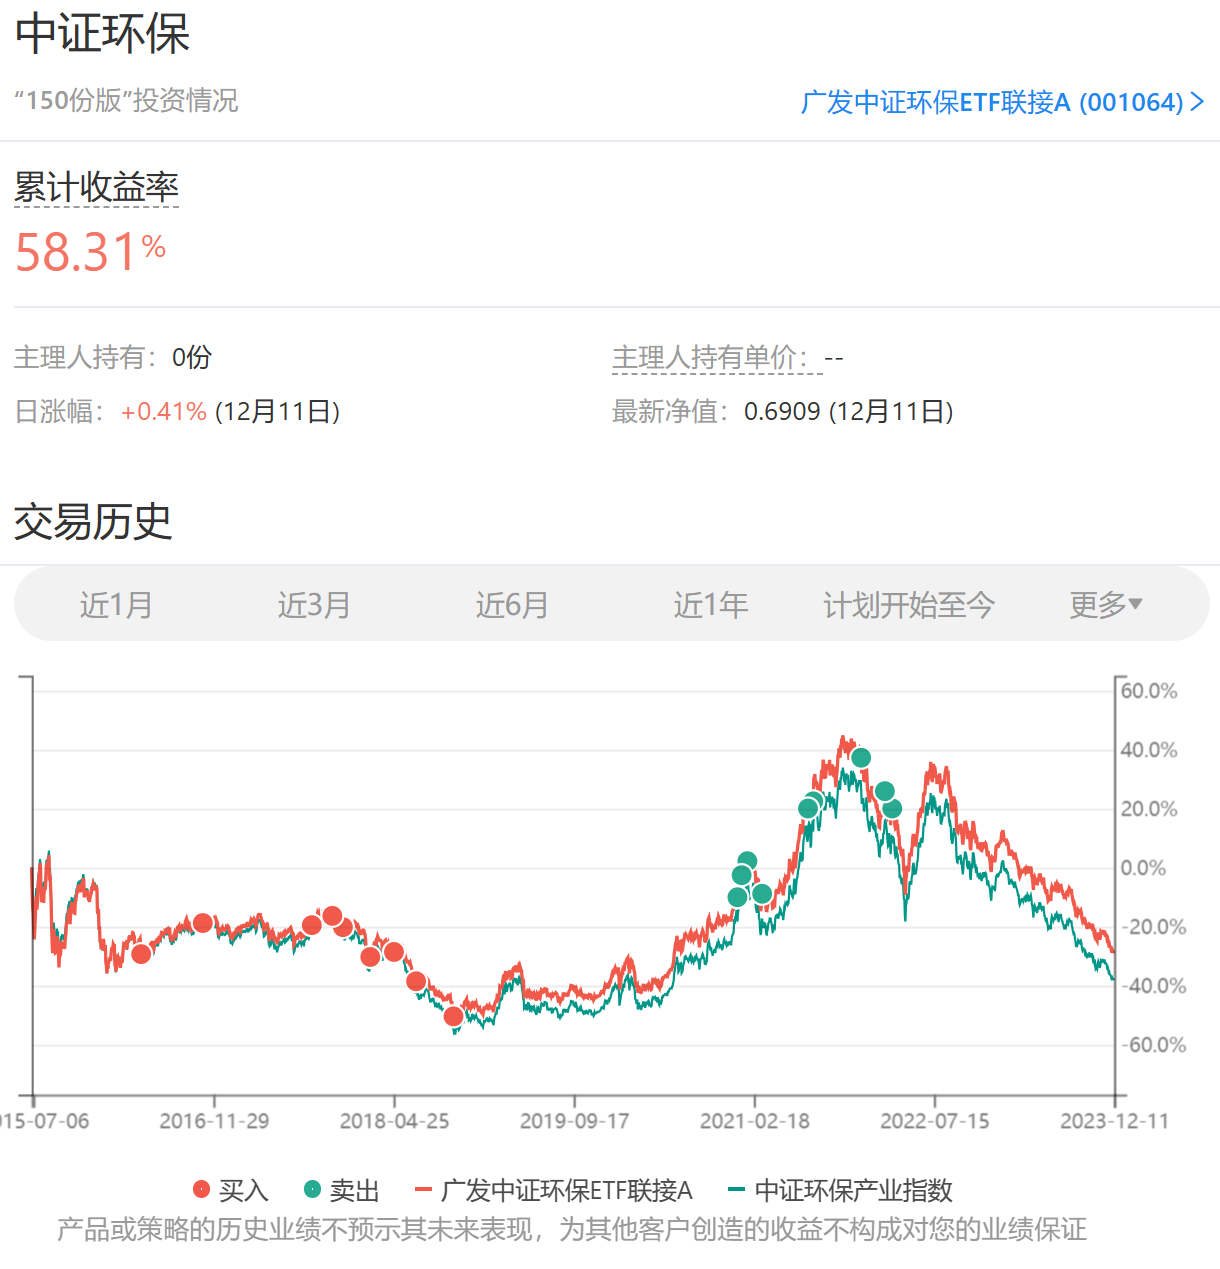 中证环保
“150份版”投资情况
广发中证环保ETF联接A (001064)
累计收益率
58.31%
主理人持有：0份
主理人持有单价：--
日涨幅：+0.41% (12月11日)
最新净值：0.6909 (12月11日)
交易历史
近1月 近3月 近6月 近1年 计划开始至今 更多▾
60.0%
40.0%
20.0%
0.0%
-20.0%
-40.0%
-60.0%
15-07-06 2016-11-29 2018-04-25 2019-09-17 2021-02-18 2022-07-15 2023-12-11
买入 卖出 广发中证环保ETF联接A 中证环保产业指数
产品或策略的历史业绩不预示其未来表现，为其他客户创造的收益不构成对您的业绩保证